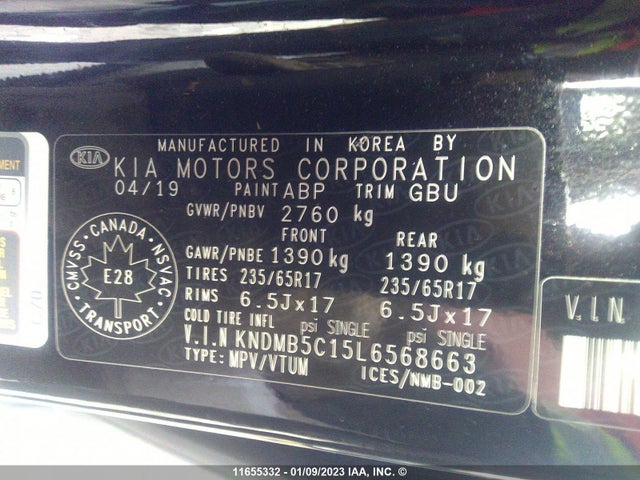 MANUFACTURED IN KOREA BY
KIA KIA MOTORS CORPORATION
04/19 PAINT ABP TRIM GBU
GVWR/PNBV 2760 kg
FRONT REAR
GAWR/PNBE 1390 kg 1390 kg
TIRES 235/65R17 235/65R17
RIMS 6.5Jx17 6.5Jx17
COLD TIRE INFL psi SINGLE psi SINGLE
V.I.N KNDMB5C15L6568663
TYPE: MPV/VTUM ICES/NMB-002
CMVSS · CANADA · NSVAC · TRANSPORT ·
E28
MENT
V.I.N
11655332 - 01/09/2023 IAA, INC. ©